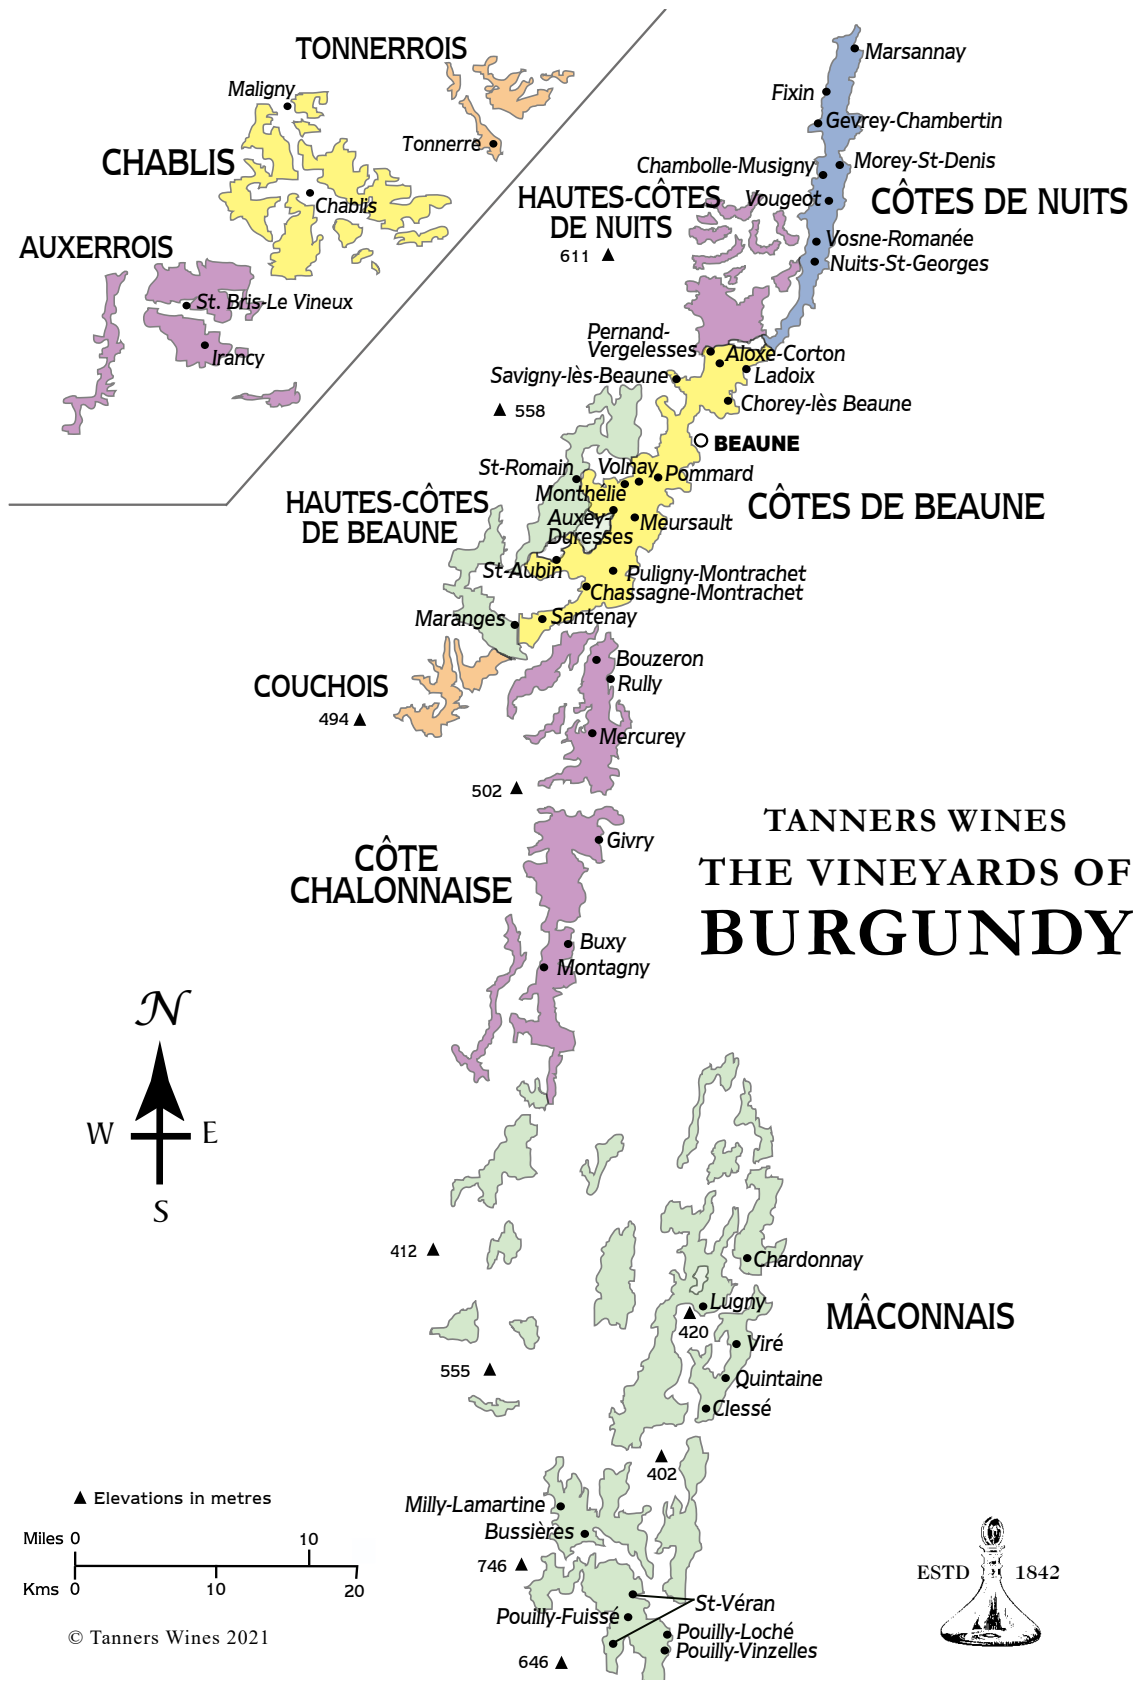 TONNERROIS
Maligny
Tonnerre
CHABLIS
Chablis
AUXERROIS
St. Bris-Le Vineux
Irancy
Marsannay
Fixin
Gevrey-Chambertin
Chambolle-Musigny
Morey-St-Denis
HAUTES-CÔTES
DE NUITS
Vougeot
CÔTES DE NUITS
611
Vosne-Romanée
Nuits-St-Georges
Pernand-
Vergelesses
Aloxe-Corton
Savigny-lès-Beaune
Ladoix
558
Chorey-lès Beaune
BEAUNE
St-Romain
Volnay
Pommard
Monthélie
HAUTES-CÔTES
DE BEAUNE
CÔTES DE BEAUNE
Auxey-
Duresses
Meursault
St-Aubin
Puligny-Montrachet
Chassagne-Montrachet
Maranges
Santenay
COUCHOIS
494
Bouzeron
Rully
Mercurey
502
TANNERS WINES
THE VINEYARDS OF
BURGUNDY
Givry
CÔTE
CHALONNAISE
Buxy
Montagny
N
W E
S
412
Chardonnay
Lugny
420
MÂCONNAIS
Viré
555
Quintaine
Clessé
402
Elevations in metres
Milly-Lamartine
Bussières
Miles 0 10
Kms 0 10 20
746
St-Véran
Pouilly-Fuissé
Pouilly-Loché
Pouilly-Vinzelles
646
ESTD 1842
© Tanners Wines 2021